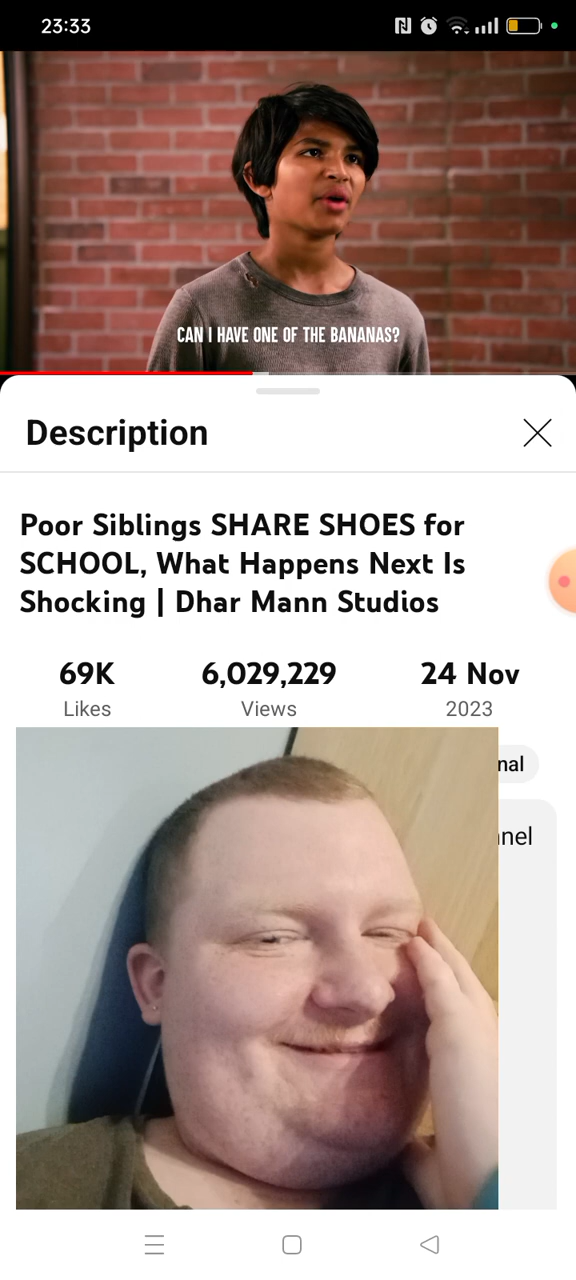 23:33
CAN I HAVE ONE OF THE BANANAS?
Description
Poor Siblings SHARE SHOES for
SCHOOL, What Happens Next Is
Shocking | Dhar Mann Studios
69K 6,029,229 24 Nov
Likes Views 2023